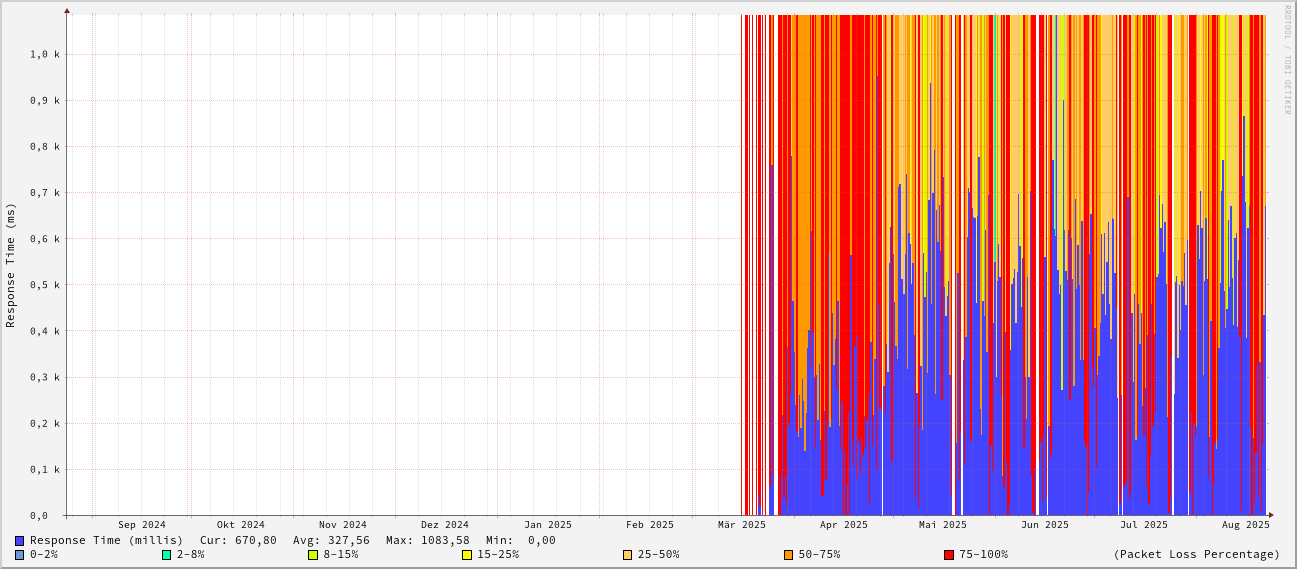 RRDTOOL / TOBI OETIKER
Response Time (ms)
1,0 k
0,9 k
0,8 k
0,7 k
0,6 k
0,5 k
0,4 k
0,3 k
0,2 k
0,1 k
0,0
Sep 2024 Okt 2024 Nov 2024 Dez 2024 Jan 2025 Feb 2025 Mär 2025 Apr 2025 Mai 2025 Jun 2025 Jul 2025 Aug 2025
Response Time (millis) Cur: 670,80 Avg: 327,56 Max: 1083,58 Min: 0,00
0-2% 2-8% 8-15% 15-25% 25-50% 50-75% 75-100% (Packet Loss Percentage)